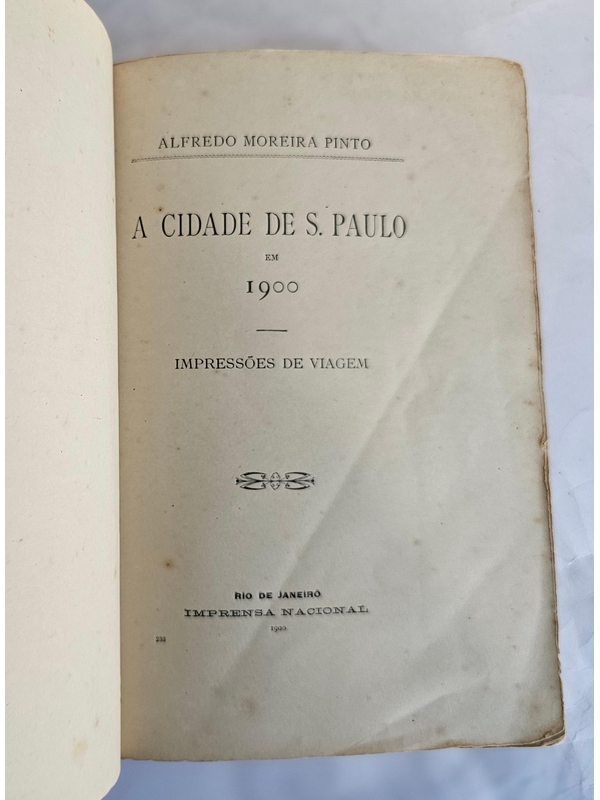 ALFREDO MOREIRA PINTO
A CIDADE DE S. PAULO
EM
1900
IMPRESSÕES DE VIAGEM
RIO DE JANEIRO
IMPRENSA NACIONAL
1900